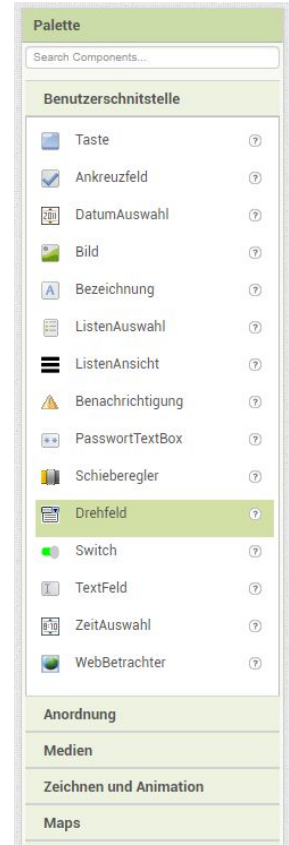 Palette
Search Components...
Benutzerschnitstelle
Taste
Ankreuzfeld
DatumAuswahl
Bild
Bezeichnung
ListenAuswahl
ListenAnsicht
Benachrichtigung
PasswortTextBox
Schieberegler
Drehfeld
Switch
TextFeld
ZeitAuswahl
WebBetrachter
Anordnung
Medien
Zeichnen und Animation
Maps